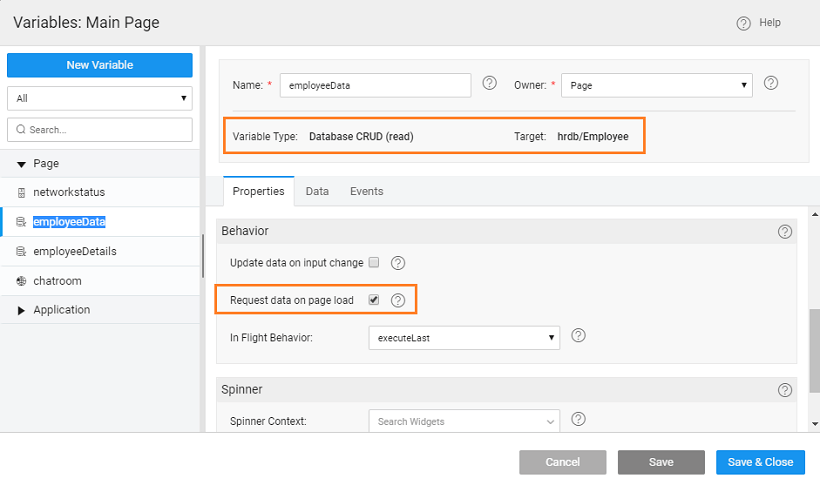 Variables: Main Page
Help
New Variable
All
Search...
Page
networkstatus
employeeData
employeeDetails
chatroom
Application
Name: * employeeData
Owner: * Page
Variable Type: Database CRUD (read) Target: hrdb/Employee
Properties Data Events
Behavior
Update data on input change
Request data on page load
In Flight Behavior: executeLast
Spinner
Spinner Context: Search Widgets
Cancel Save Save & Close